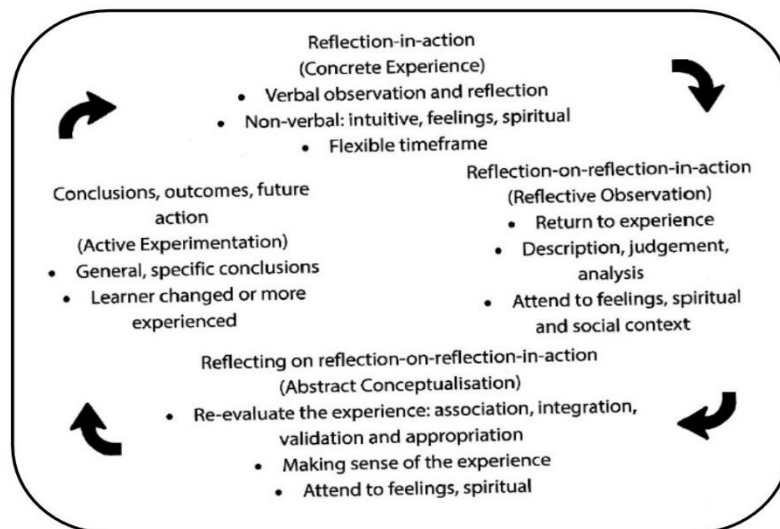 Reflection-in-action
(Concrete Experience)
• Verbal observation and reflection
• Non-verbal: intuitive, feelings, spiritual
• Flexible timeframe
Reflection-on-reflection-in-action
(Reflective Observation)
• Return to experience
• Description, judgement,
analysis
• Attend to feelings, spiritual
and social context
Reflecting on reflection-on-reflection-in-action
(Abstract Conceptualisation)
• Re-evaluate the experience: association, integration,
validation and appropriation
• Making sense of the experience
• Attend to feelings, spiritual
Conclusions, outcomes, future
action
(Active Experimentation)
• General, specific conclusions
• Learner changed or more
experienced